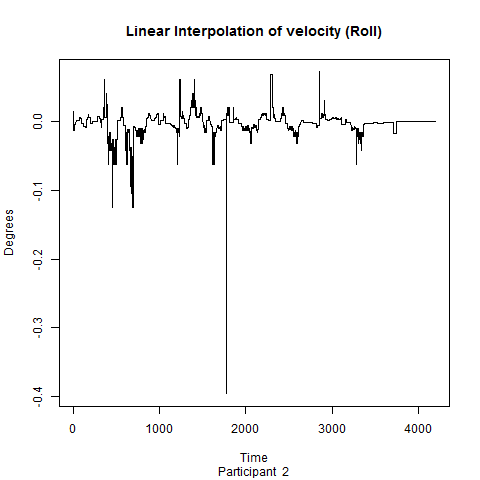 Linear Interpolation of velocity (Roll)
0.0
-0.1
-0.2
-0.3
-0.4
Degrees
0 1000 2000 3000 4000
Time
Participant 2